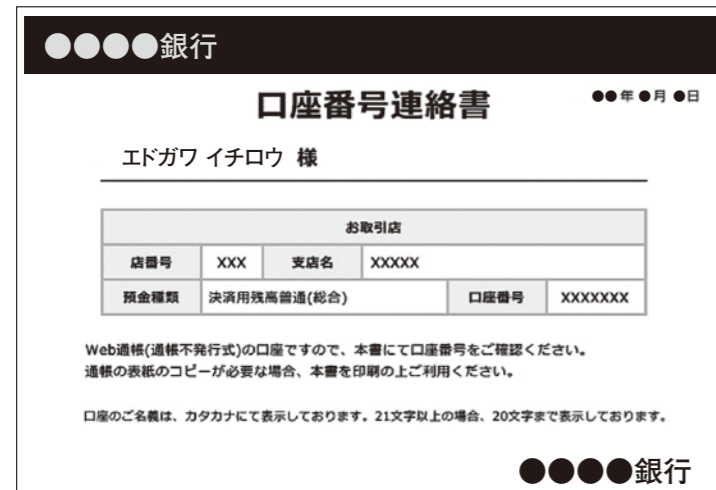 ●●●●銀行
口座番号連絡書
●●年 ●月 ●日
エドガワ イチロウ 様
お取引店
店番号 XXX 支店名 XXXXX
預金種類 決済用残高普通(総合) 口座番号 XXXXXXX
Web通帳(通帳不発行式)の口座ですので、本書にて口座番号をご確認ください。
通帳の表紙のコピーが必要な場合、本書を印刷の上ご利用ください。
口座のご名義は、カタカナにて表示しております。21文字以上の場合、20文字まで表示しております。
●●●●銀行